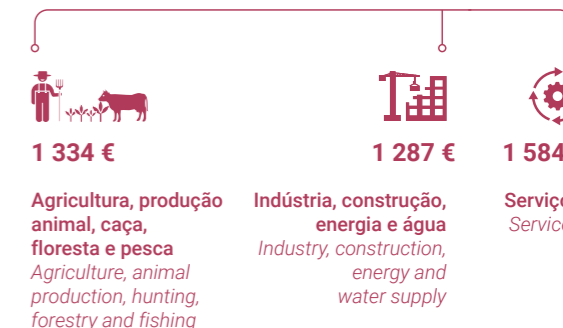 1 334 €
Agricultura, produção
animal, caça,
floresta e pesca
Agriculture, animal
production, hunting,
forestry and fishing
1 287 €
Indústria, construção,
energia e água
Industry, construction,
energy and
water supply
1 584